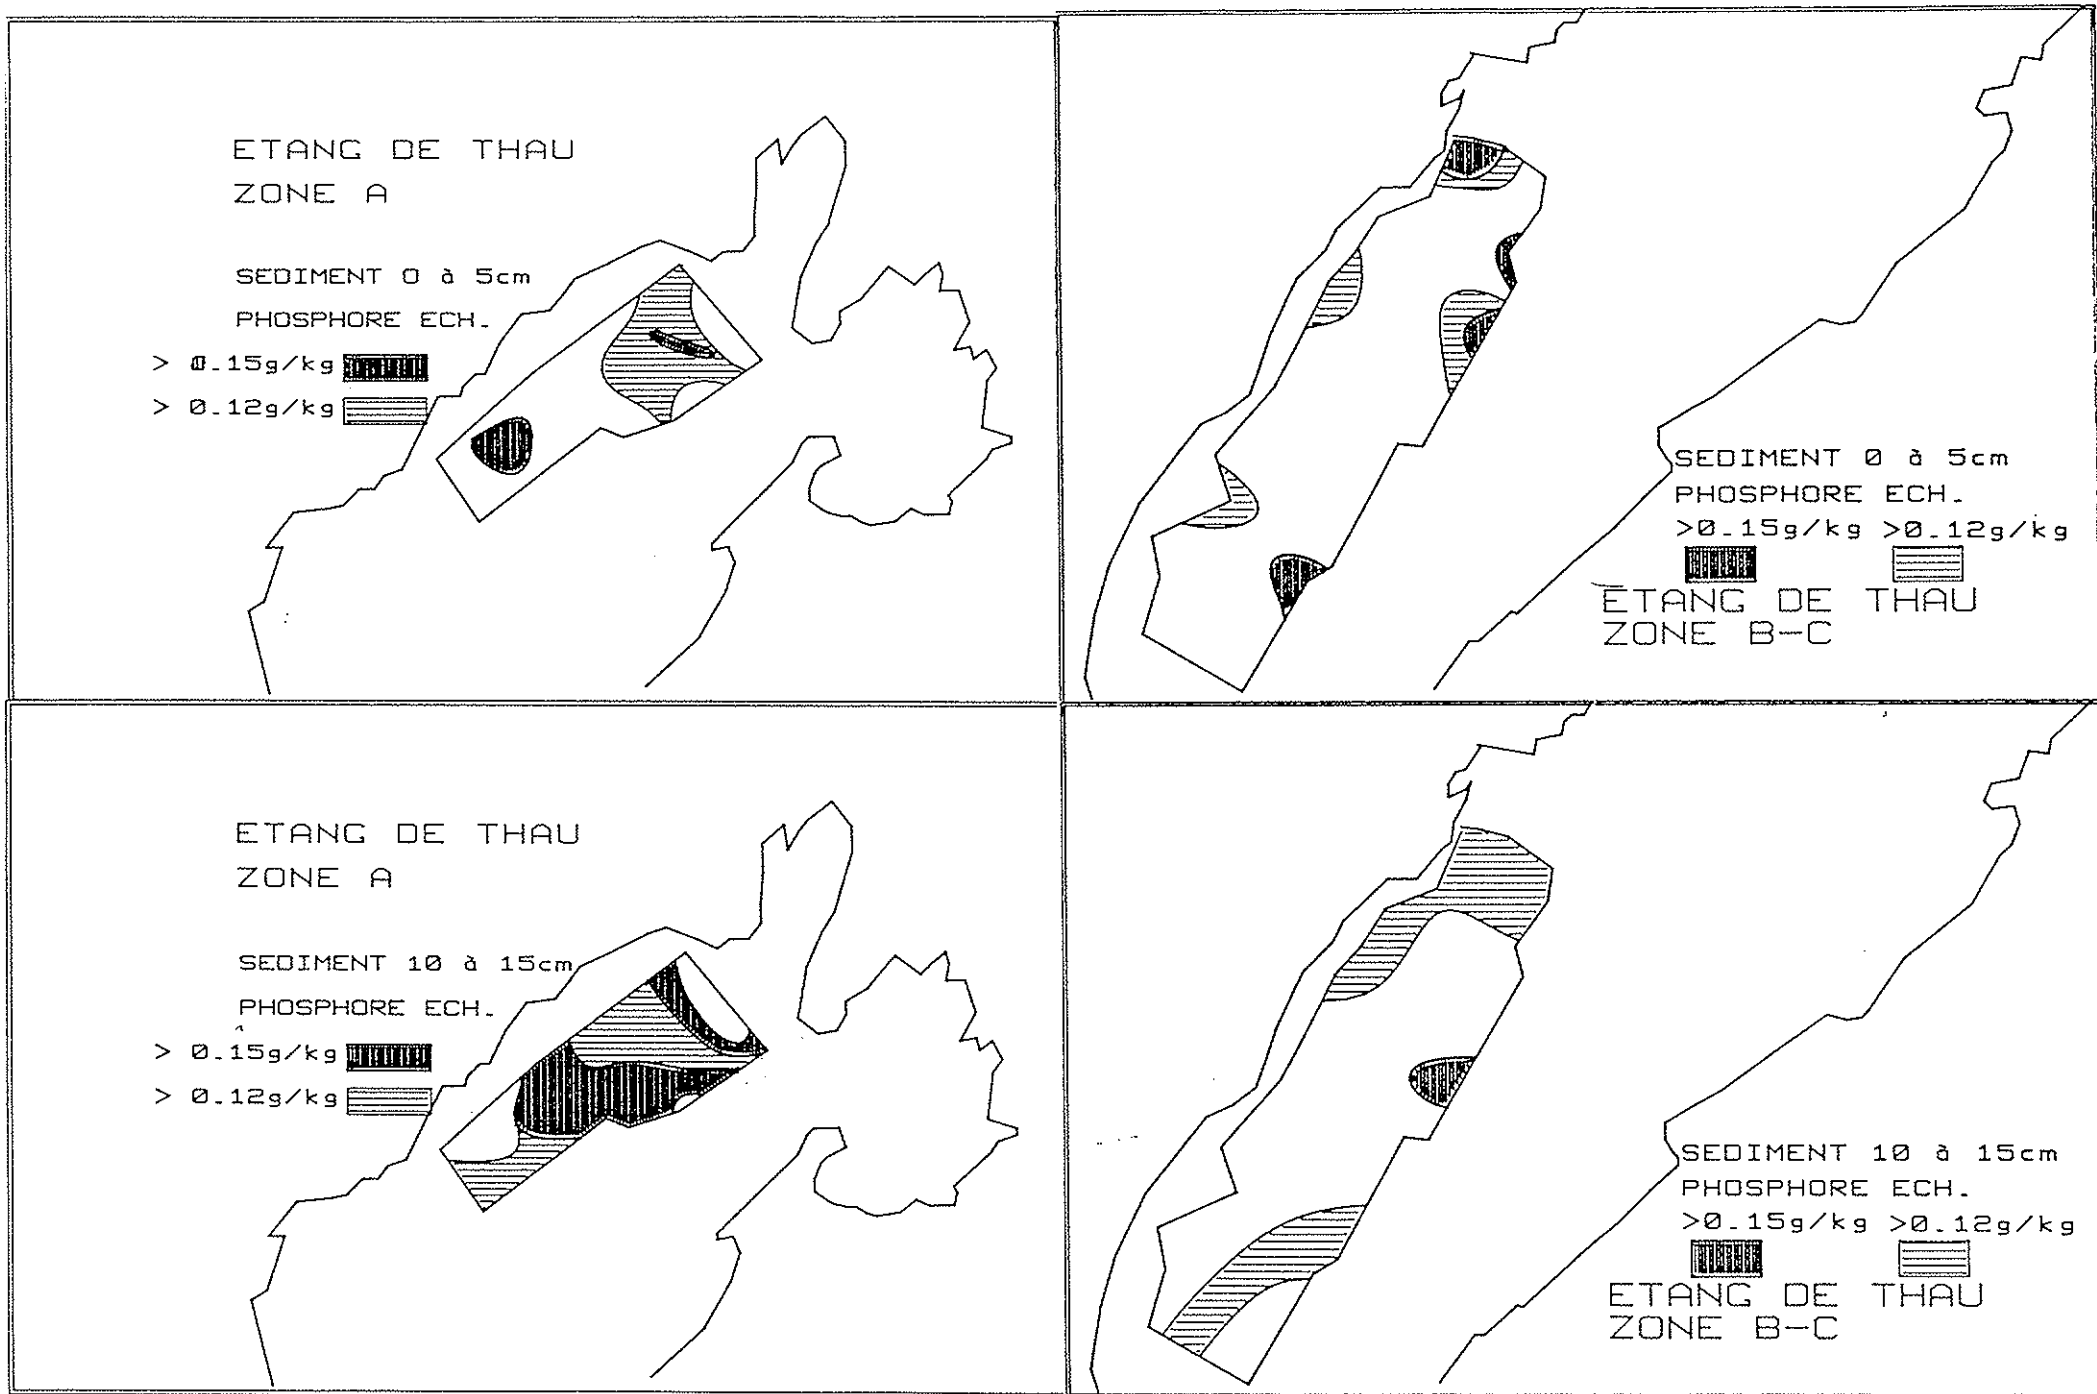 ETANG DE THAU
ZONE A
SEDIMENT 0 à 5cm
PHOSPHORE ECH.
> 0.15g/kg
> 0.12g/kg
SEDIMENT 0 à 5cm
PHOSPHORE ECH.
>0.15g/kg >0.12g/kg
ETANG DE THAU
ZONE B-C
ETANG DE THAU
ZONE A
SEDIMENT 10 à 15cm
PHOSPHORE ECH.
> 0.15g/kg
> 0.12g/kg
SEDIMENT 10 à 15cm
PHOSPHORE ECH.
>0.15g/kg >0.12g/kg
ETANG DE THAU
ZONE B-C